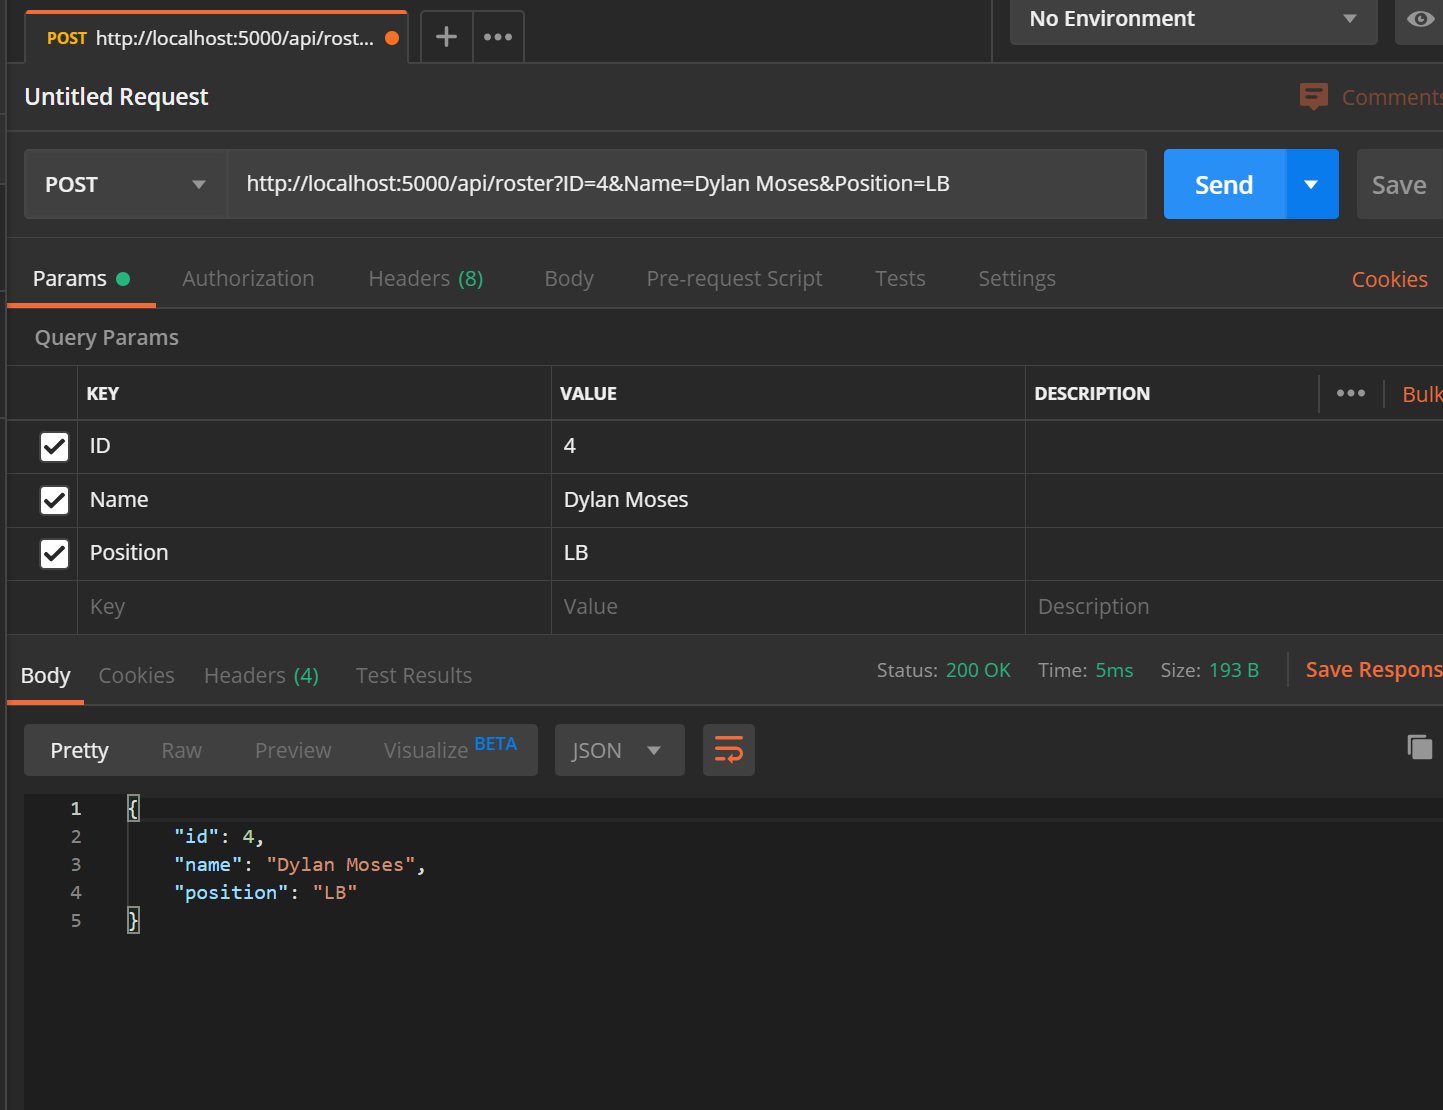 POST http://localhost:5000/api/rost...
No Environment
Untitled Request
Comments
POST
http://localhost:5000/api/roster?ID=4&Name=Dylan Moses&Position=LB
Send
Save
Params
Authorization
Headers (8)
Body
Pre-request Script
Tests
Settings
Cookies
Query Params
KEY VALUE DESCRIPTION Bulk
ID 4
Name Dylan Moses
Position LB
Key Value Description
Body
Cookies
Headers (4)
Test Results
Status: 200 OK Time: 5ms Size: 193 B
Save Respons
Pretty
Raw
Preview
Visualize BETA
JSON
1 {
2 "id": 4,
3 "name": "Dylan Moses",
4 "position": "LB"
5 }